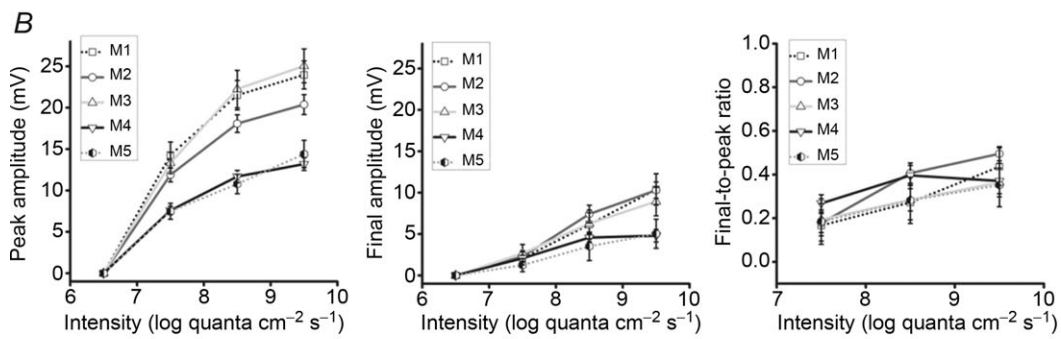 B
Peak amplitude (mV)
25
20
15
10
5
0
M1
M2
M3
M4
M5
6 7 8 9 10
Intensity (log quanta cm−2 s−1)
Final amplitude (mV)
25
20
15
10
5
0
M1
M2
M3
M4
M5
6 7 8 9 10
Intensity (log quanta cm−2 s−1)
Final-to-peak ratio
1.0
0.8
0.6
0.4
0.2
0.0
M1
M2
M3
M4
M5
7 8 9 10
Intensity (log quanta cm−2 s−1)